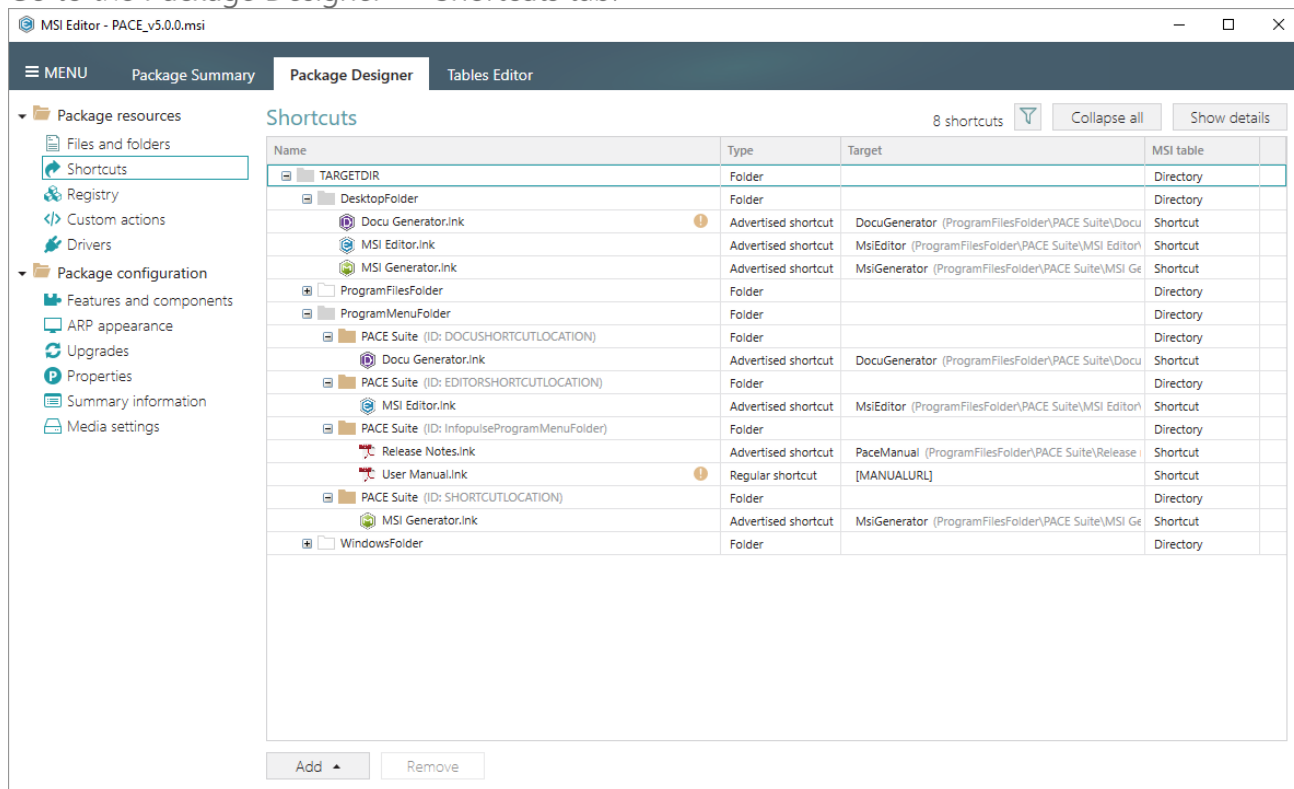 MSI Editor - PACE_v5.0.0.msi
MENU Package Summary Package Designer Tables Editor
Package resources
Files and folders
Shortcuts
Registry
Custom actions
Drivers
Package configuration
Features and components
ARP appearance
Upgrades
Properties
Summary information
Media settings
Shortcuts 8 shortcuts Collapse all Show details
Name Type Target MSI table
TARGETDIR Folder Directory
DesktopFolder Folder Directory
Docu Generator.lnk Advertised shortcut DocuGenerator (ProgramFilesFolder\PACE Suite\Docu Shortcut
MSI Editor.lnk Advertised shortcut MsiEditor (ProgramFilesFolder\PACE Suite\MSI Editor\ Shortcut
MSI Generator.lnk Advertised shortcut MsiGenerator (ProgramFilesFolder\PACE Suite\MSI Ge Shortcut
ProgramFilesFolder Folder Directory
ProgramMenuFolder Folder Directory
PACE Suite (ID: DOCUSHORTCUTLOCATION) Folder Directory
Docu Generator.lnk Advertised shortcut DocuGenerator (ProgramFilesFolder\PACE Suite\Docu Shortcut
PACE Suite (ID: EDITORSHORTCUTLOCATION) Folder Directory
MSI Editor.lnk Advertised shortcut MsiEditor (ProgramFilesFolder\PACE Suite\MSI Editor\ Shortcut
PACE Suite (ID: InfopulseProgramMenuFolder) Folder Directory
Release Notes.lnk Advertised shortcut PaceManual (ProgramFilesFolder\PACE Suite\Release Shortcut
User Manual.lnk Regular shortcut [MANUALURL] Shortcut
PACE Suite (ID: SHORTCUTLOCATION) Folder Directory
MSI Generator.lnk Advertised shortcut MsiGenerator (ProgramFilesFolder\PACE Suite\MSI Ge Shortcut
WindowsFolder Folder Directory
Add Remove